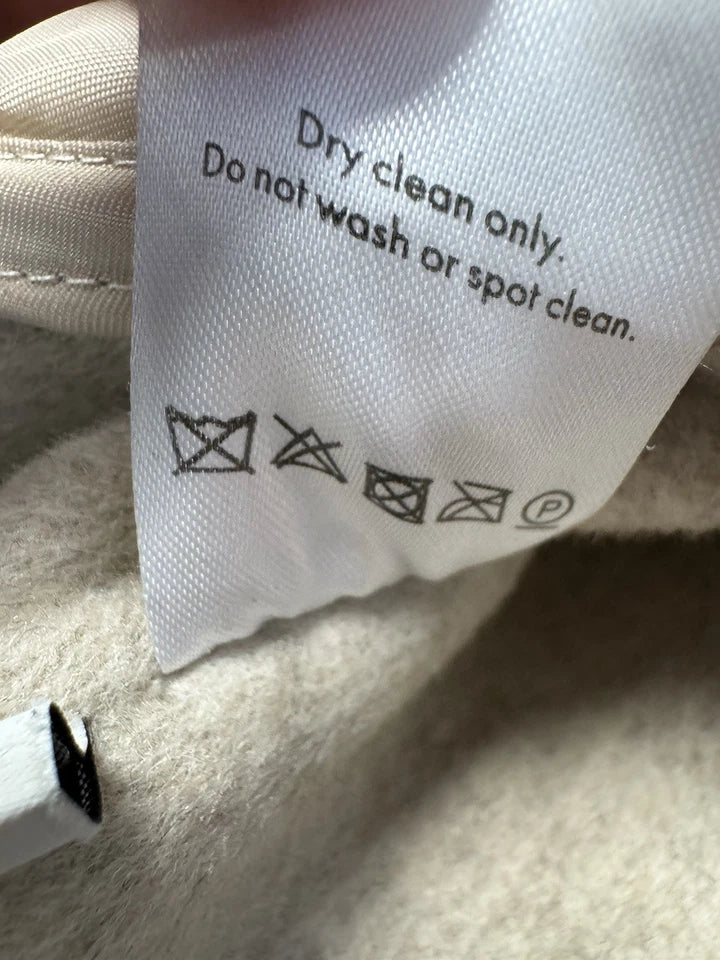 Dry clean only.
Do not wash or spot clean.
P